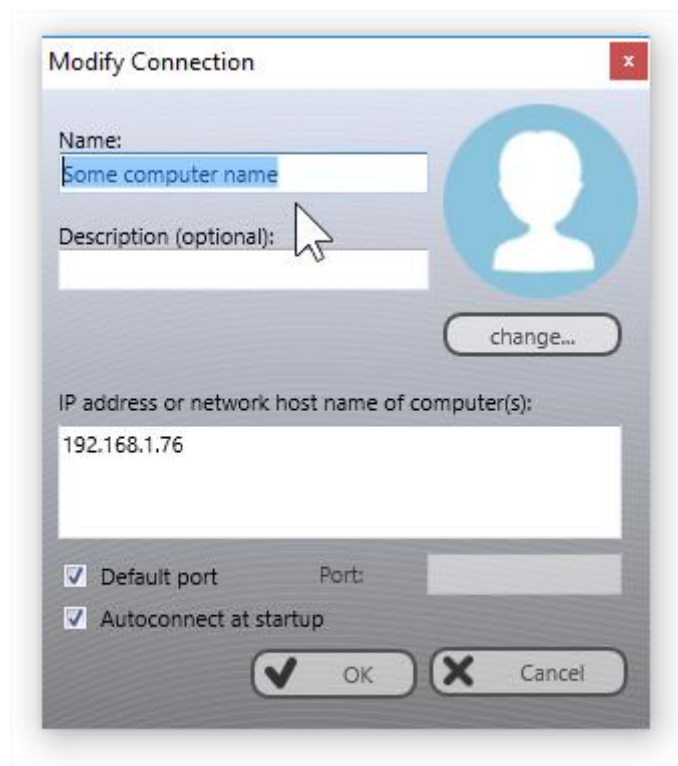 Modify Connection
x
Name:
Some computer name
Description (optional):
change...
IP address or network host name of computer(s):
192.168.1.76
Default port Port:
Autoconnect at startup
OK Cancel